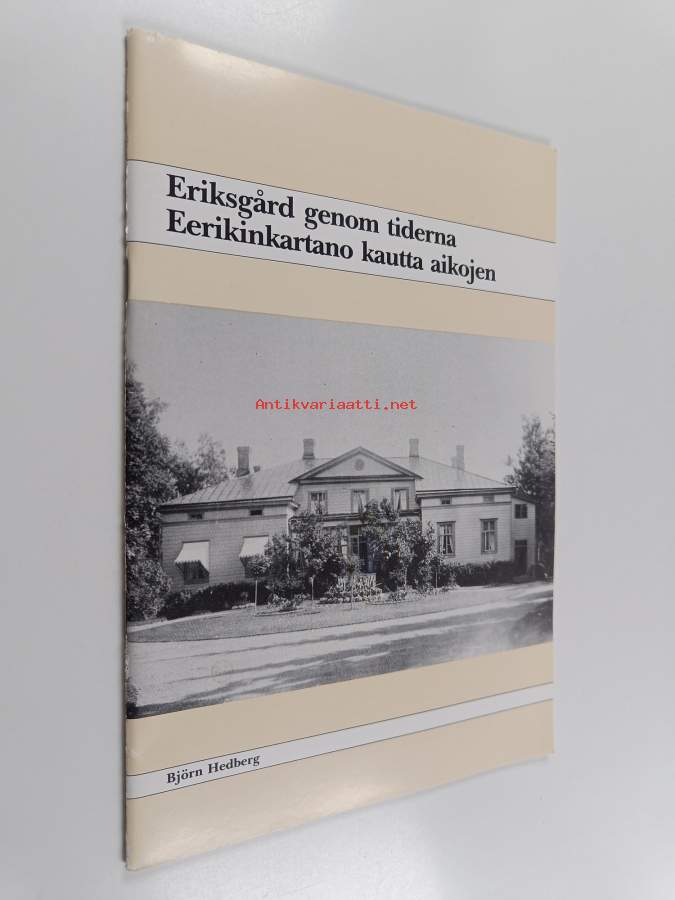 Eriksgård genom tiderna
Eerikinkartano kautta aikojen
Antikvariaatti.net
Björn Hedberg